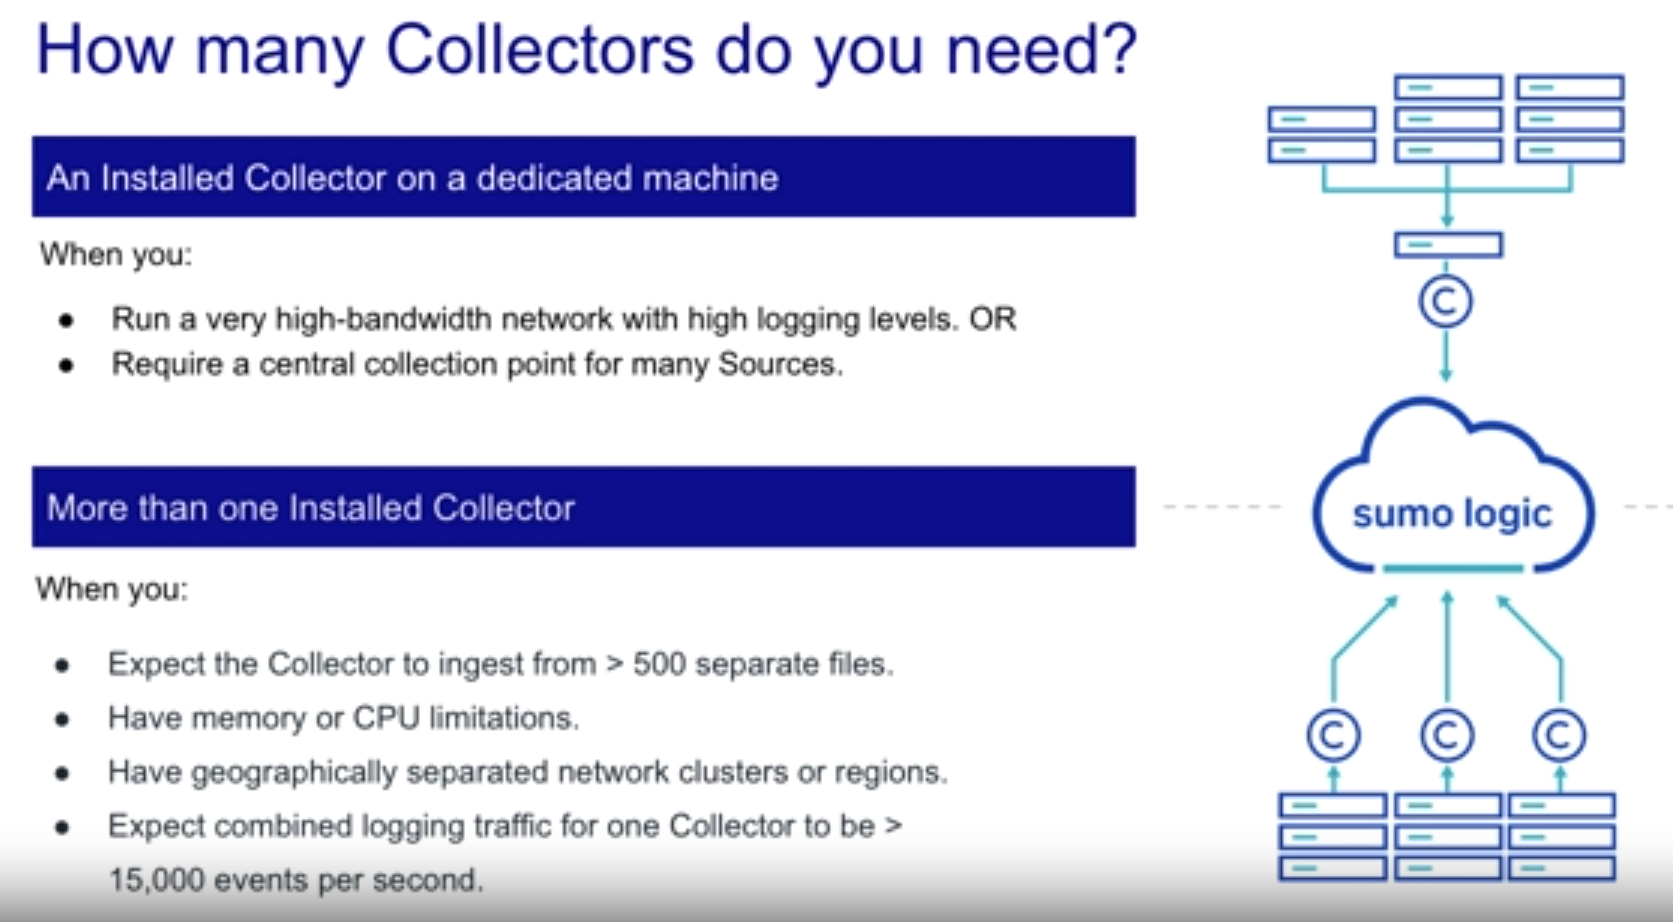 How many Collectors do you need?
An Installed Collector on a dedicated machine
When you:
● Run a very high-bandwidth network with high logging levels. OR
● Require a central collection point for many Sources.
More than one Installed Collector
When you:
● Expect the Collector to ingest from > 500 separate files.
● Have memory or CPU limitations.
● Have geographically separated network clusters or regions.
● Expect combined logging traffic for one Collector to be >
15,000 events per second.
C
sumo logic
C C C